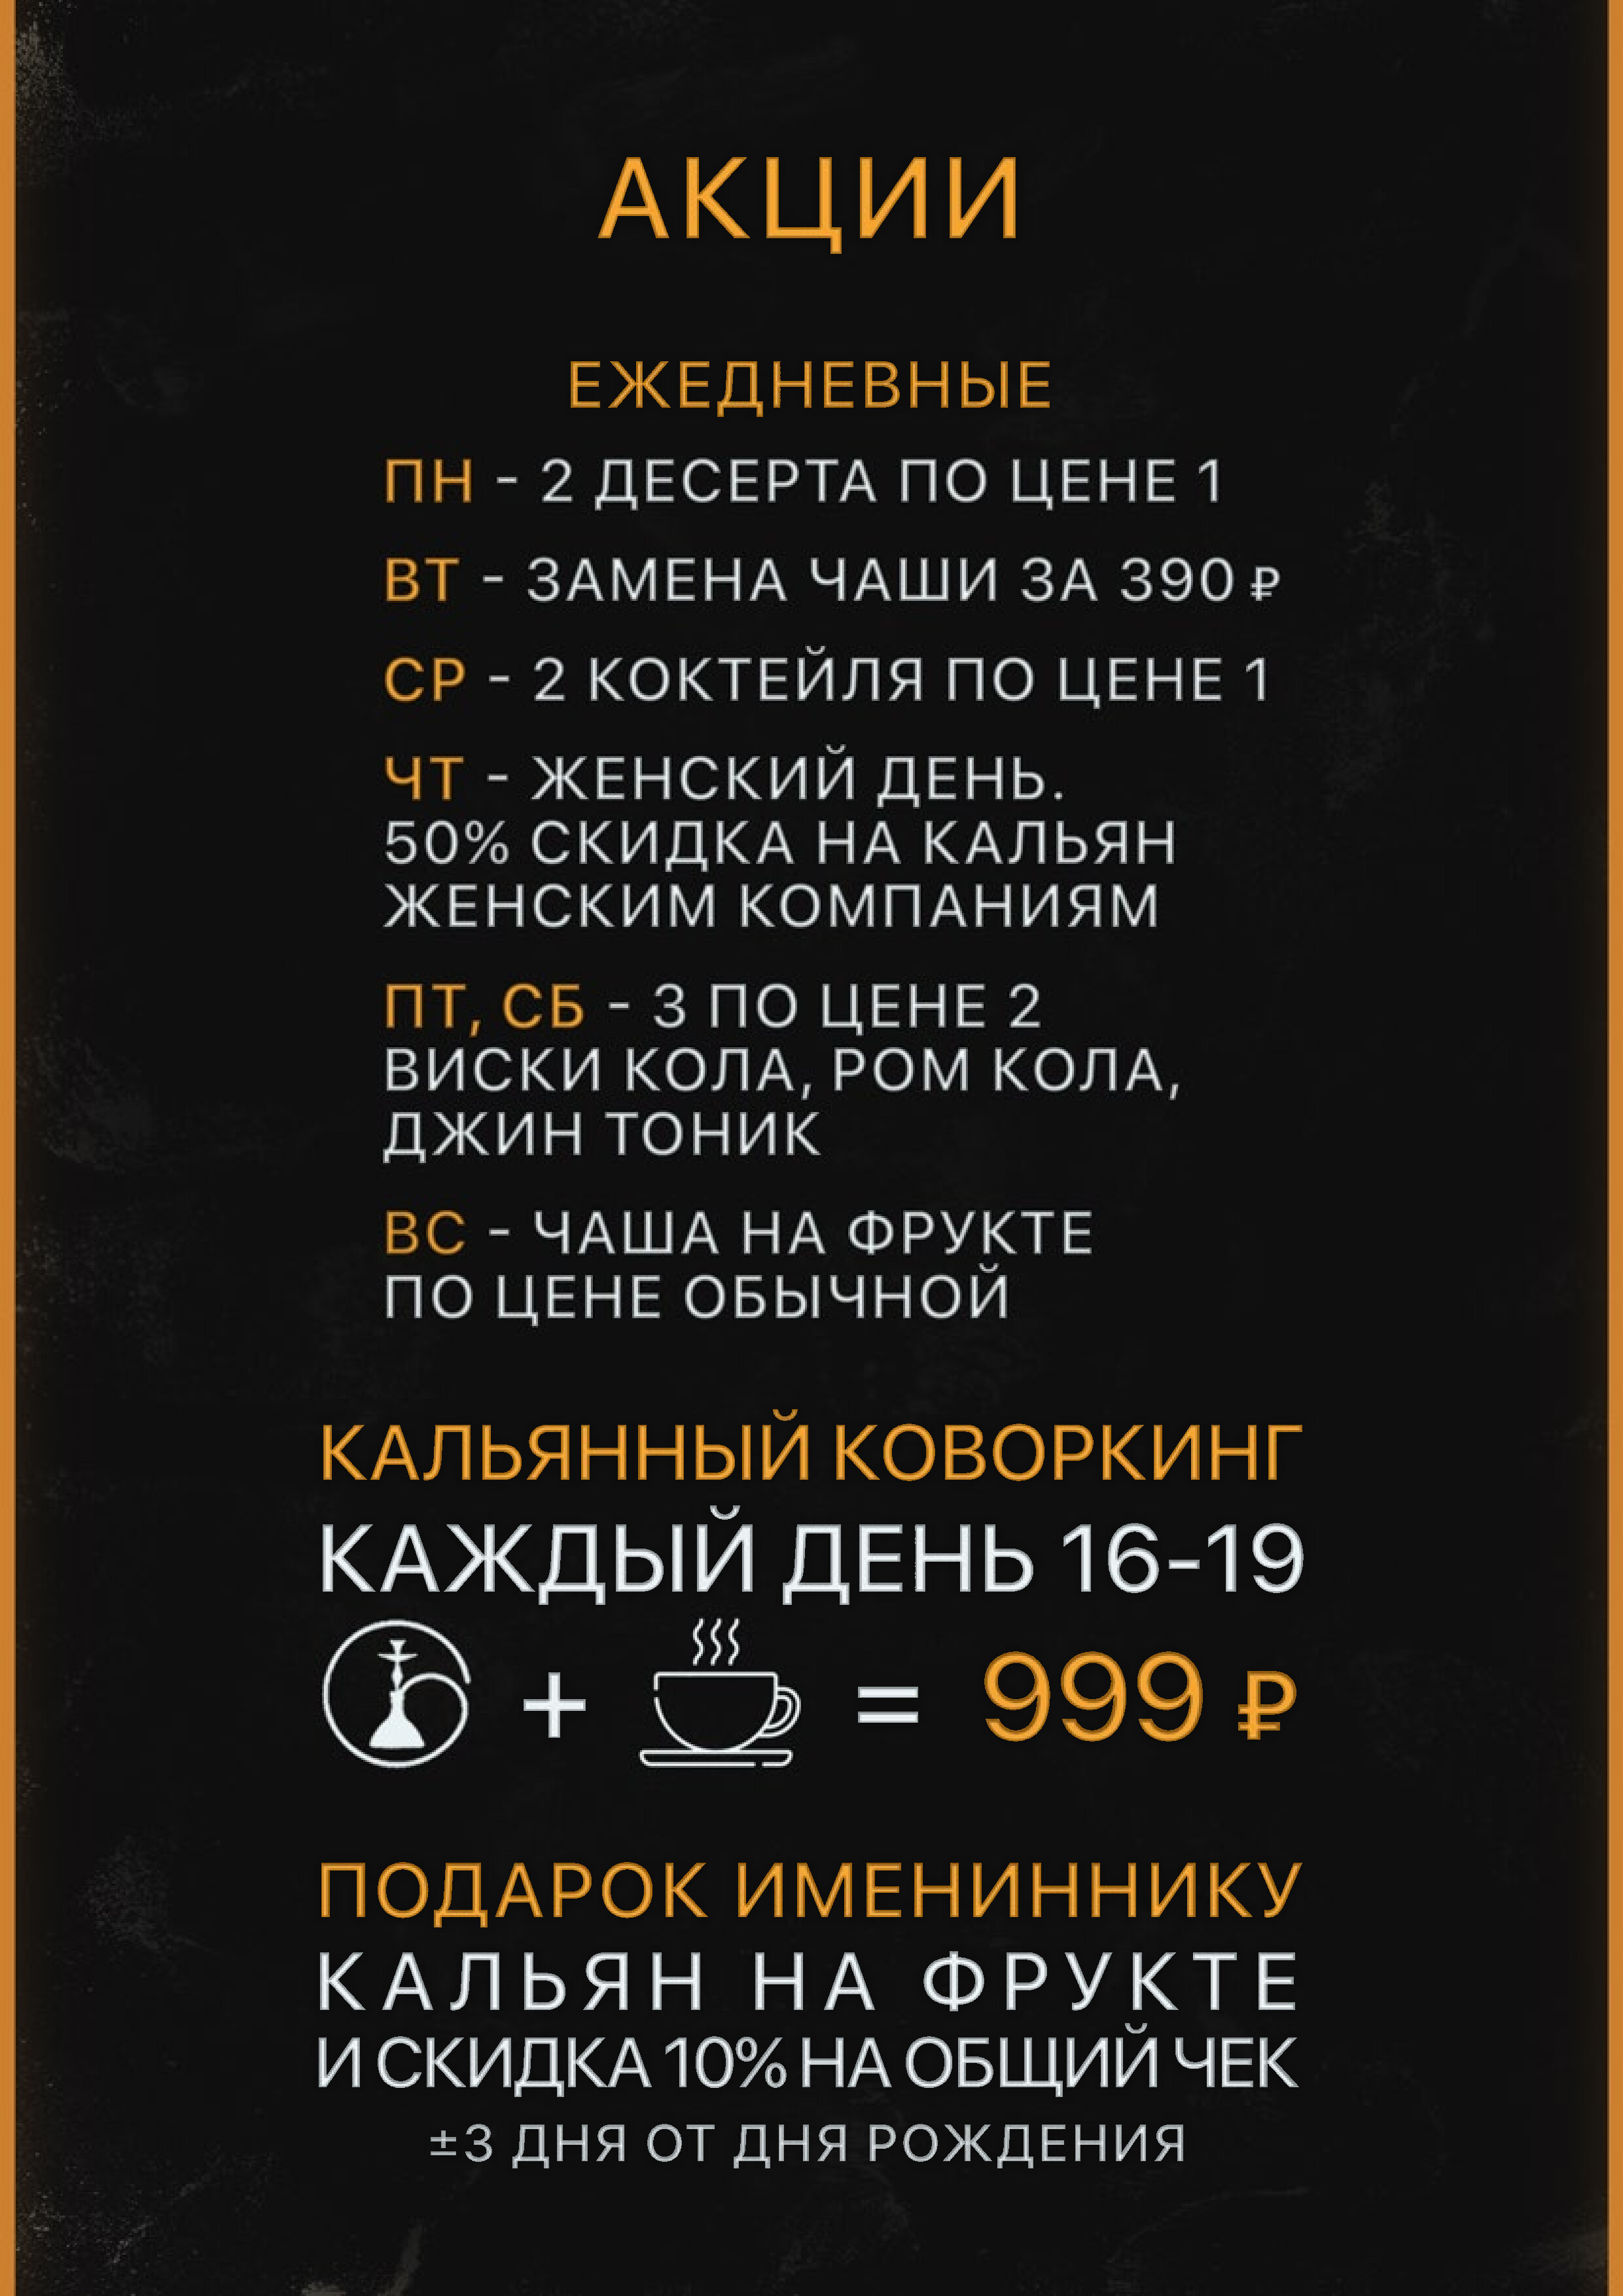 АКЦИИ
ЕЖЕДНЕВНЫЕ
ПН - 2 ДЕСЕРТА ПО ЦЕНЕ 1
ВТ - ЗАМЕНА ЧАШИ ЗА 390 ₽
СР - 2 КОКТЕЙЛЯ ПО ЦЕНЕ 1
ЧТ - ЖЕНСКИЙ ДЕНЬ.
50% СКИДКА НА КАЛЬЯН
ЖЕНСКИМ КОМПАНИЯМ
ПТ, СБ - 3 ПО ЦЕНЕ 2
ВИСКИ КОЛА, РОМ КОЛА,
ДЖИН ТОНИК
ВС - ЧАША НА ФРУКТЕ
ПО ЦЕНЕ ОБЫЧНОЙ
КАЛЬЯННЫЙ КОВОРКИНГ
КАЖДЫЙ ДЕНЬ 16-19
+ = 999 ₽
ПОДАРОК ИМЕНИННИКУ
КАЛЬЯН НА ФРУКТЕ
И СКИДКА 10% НА ОБЩИЙ ЧЕК
±3 ДНЯ ОТ ДНЯ РОЖДЕНИЯ